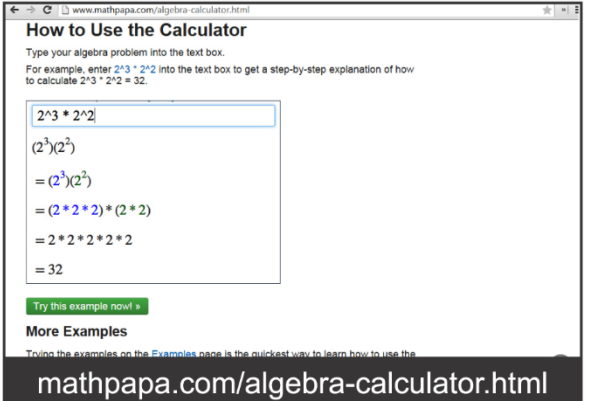 www.mathpapa.com/algebra-calculator.html
How to Use the Calculator
Type your algebra problem into the text box.
For example, enter 2^3 * 2^2 into the text box to get a step-by-step explanation of how
to calculate 2^3 * 2^2 = 32.
2^3 * 2^2
(2³)(2²)
= (2³)(2²)
= (2 * 2 * 2) * (2 * 2)
= 2 * 2 * 2 * 2 * 2
= 32
Try this example now! »
More Examples
Trying the examples on the Examples page is the quickest way to learn how to use the
mathpapa.com/algebra-calculator.html